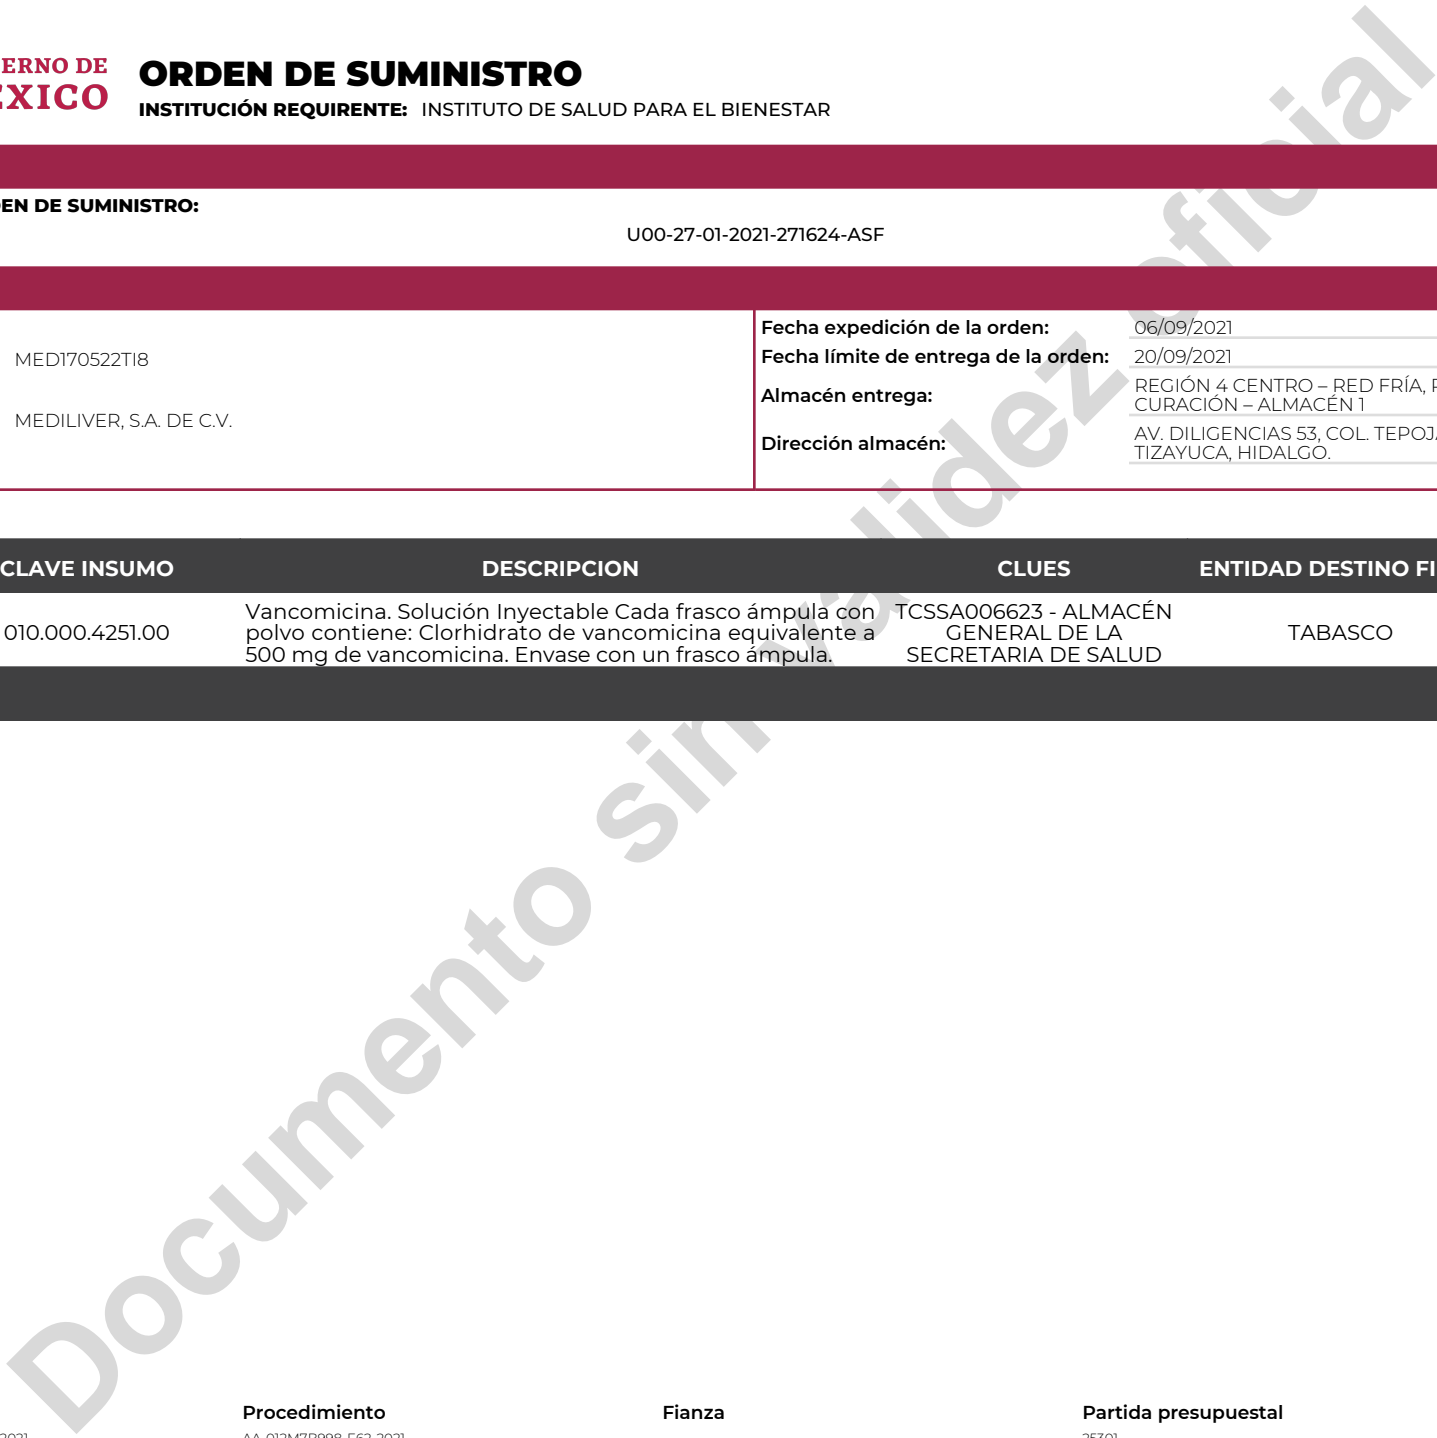 ERNO DE
ÉXICO
ORDEN DE SUMINISTRO
INSTITUCIÓN REQUIRENTE: INSTITUTO DE SALUD PARA EL BIENESTAR
EN DE SUMINISTRO:
U00-27-01-2021-271624-ASF
MED170522TI8
MEDILIVER, S.A. DE C.V.
Fecha expedición de la orden: 06/09/2021
Fecha límite de entrega de la orden: 20/09/2021
Almacén entrega: REGIÓN 4 CENTRO – RED FRÍA,
CURACIÓN – ALMACÉN 1
Dirección almacén: AV. DILIGENCIAS 53, COL. TEPOJ
TIZAYUCA, HIDALGO.
CLAVE INSUMO DESCRIPCION CLUES ENTIDAD DESTINO FI
010.000.4251.00
Vancomicina. Solución Inyectable Cada frasco ámpula con
polvo contiene: Clorhidrato de vancomicina equivalente a
500 mg de vancomicina. Envase con un frasco ámpula.
TCSSA006623 - ALMACÉN
GENERAL DE LA
SECRETARIA DE SALUD
TABASCO
Documento sin validez oficial
Procedimiento Fianza Partida presupuestal